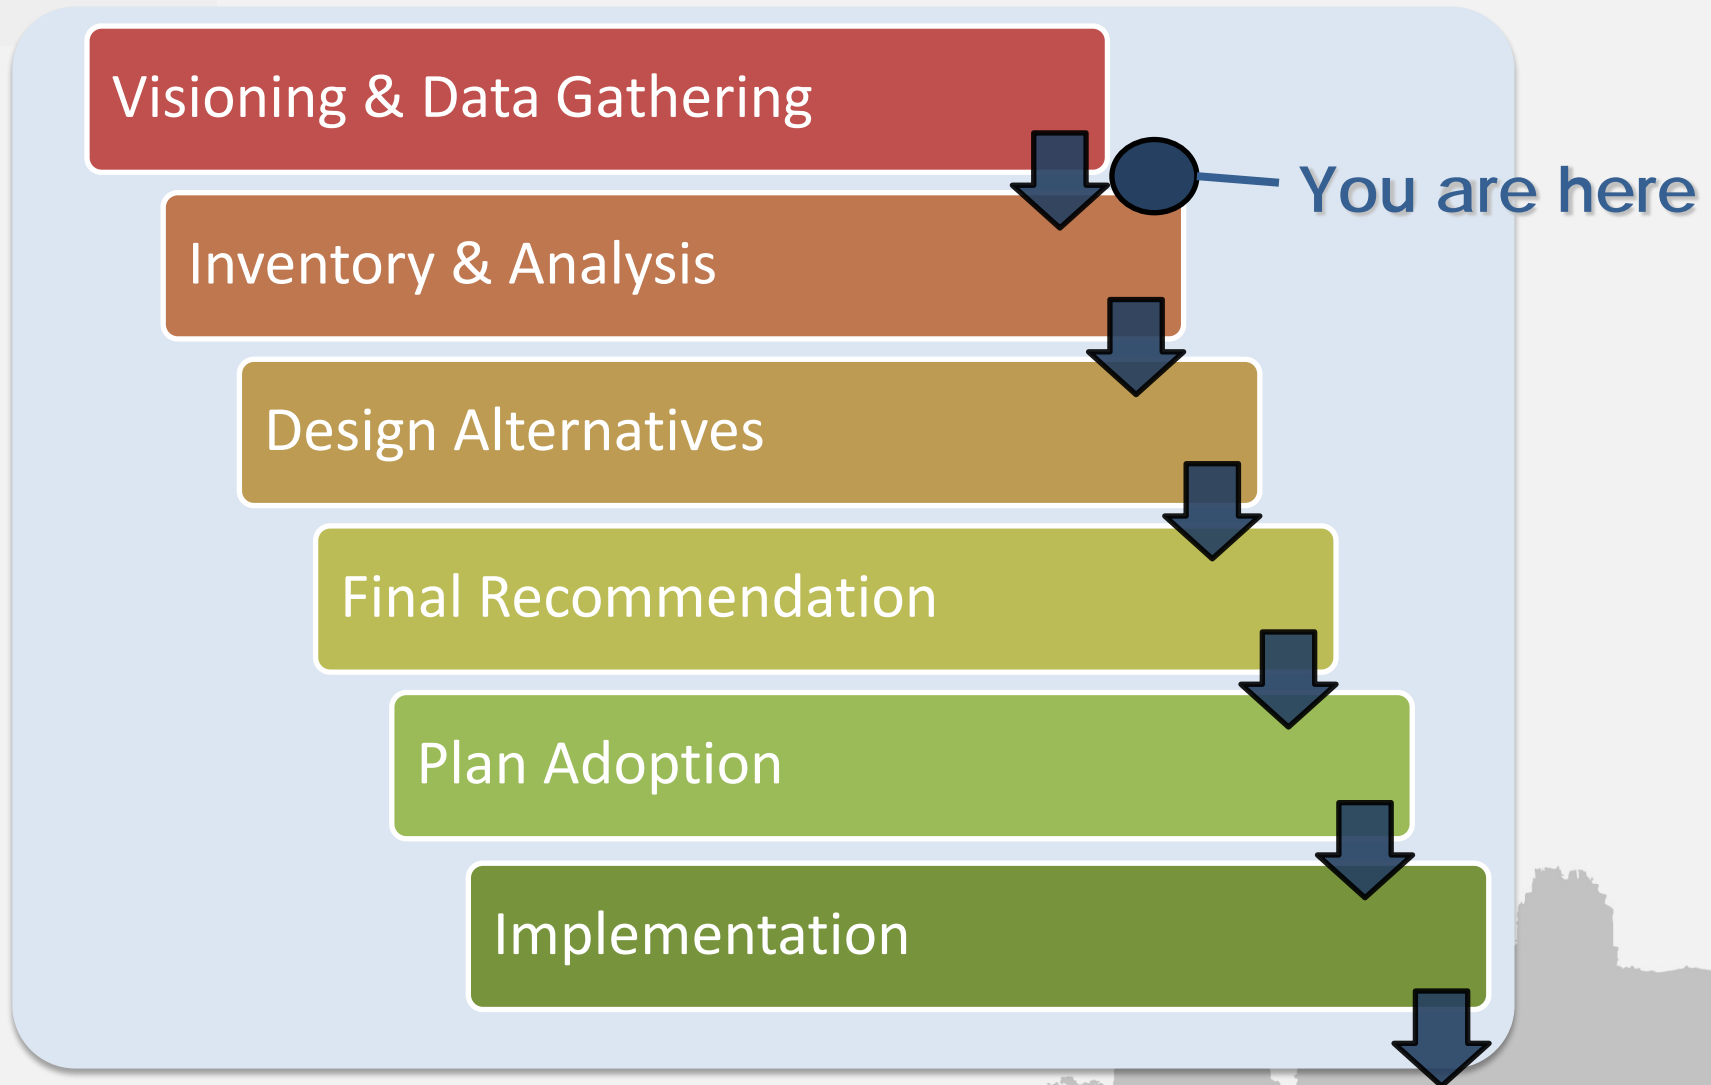 Visioning & Data Gathering
You are here
Inventory & Analysis
Design Alternatives
Final Recommendation
Plan Adoption
Implementation